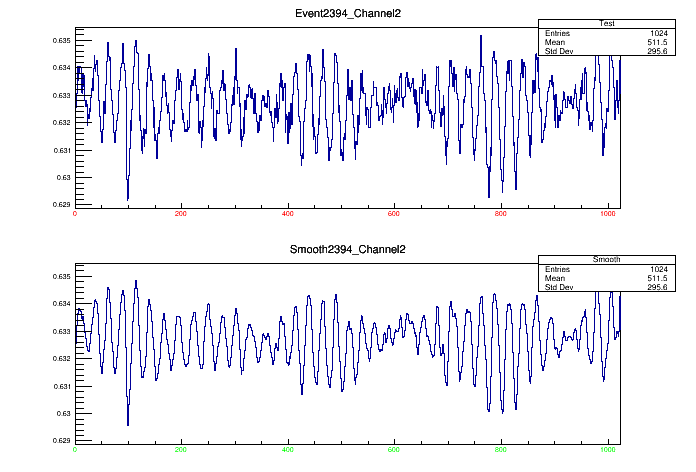 Event2394_Channel2
Test
Entries 1024
Mean 511.5
Std Dev 295.6
0.635
0.634
0.633
0.632
0.631
0.63
0.629
0 200 400 600 800 1000
Smooth2394_Channel2
Smooth
Entries 1024
Mean 511.5
Std Dev 295.6
0.635
0.634
0.633
0.632
0.631
0.63
0.629
0 200 400 600 800 1000